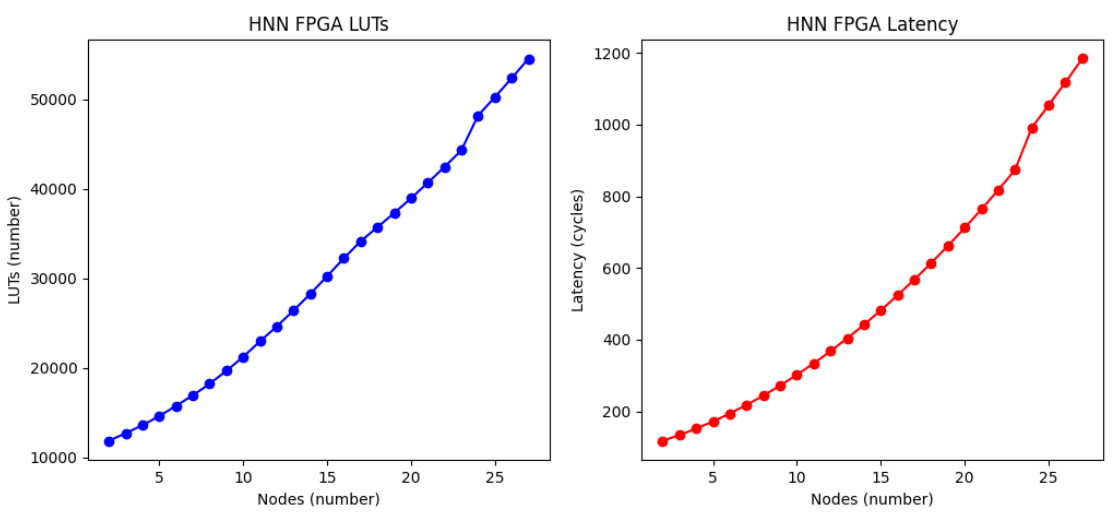 HNN FPGA LUTs
LUTs (number)
50000
40000
30000
20000
10000
5 10 15 20 25
Nodes (number)
HNN FPGA Latency
Latency (cycles)
1200
1000
800
600
400
200
5 10 15 20 25
Nodes (number)